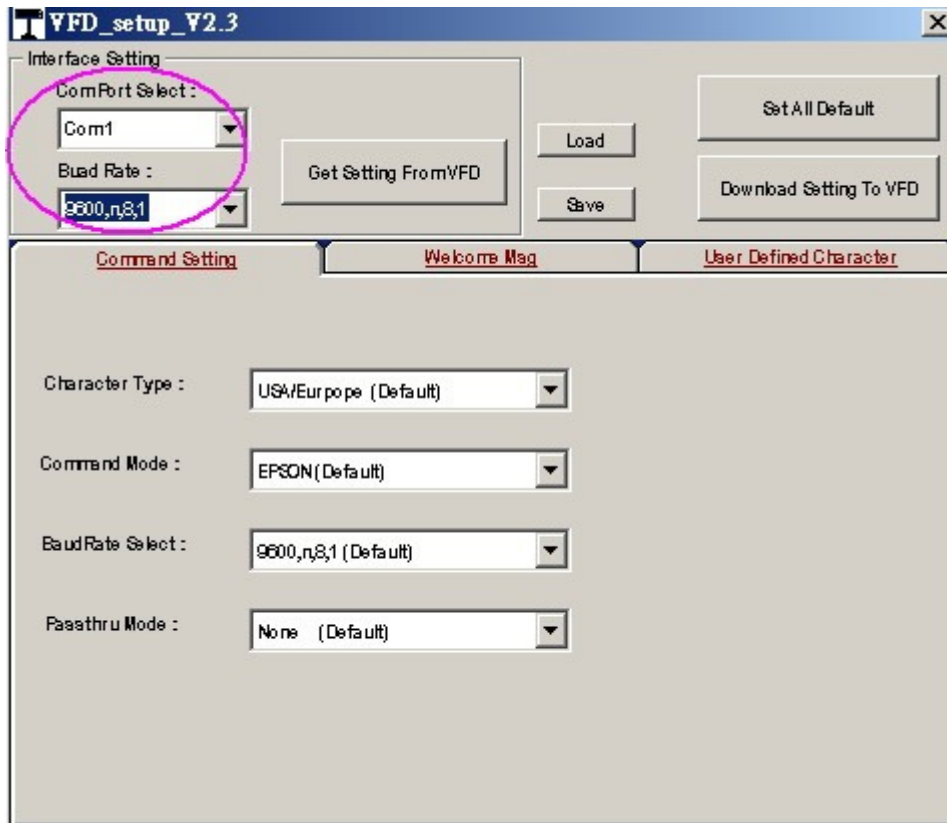 VFD_setup_V2.3
Interface Setting
ComPort Select :
Com1
Buad Rate :
9600,n,8,1
Get Setting From VFD
Load
Save
Set All Default
Download Setting To VFD
Command Setting
Welcome Msg
User Defined Character
Character Type :
USA/Eurpope (Default)
Command Mode :
EPSON(Default)
BaudRate Select :
9600,n,8,1 (Default)
Passthru Mode :
None (Default)